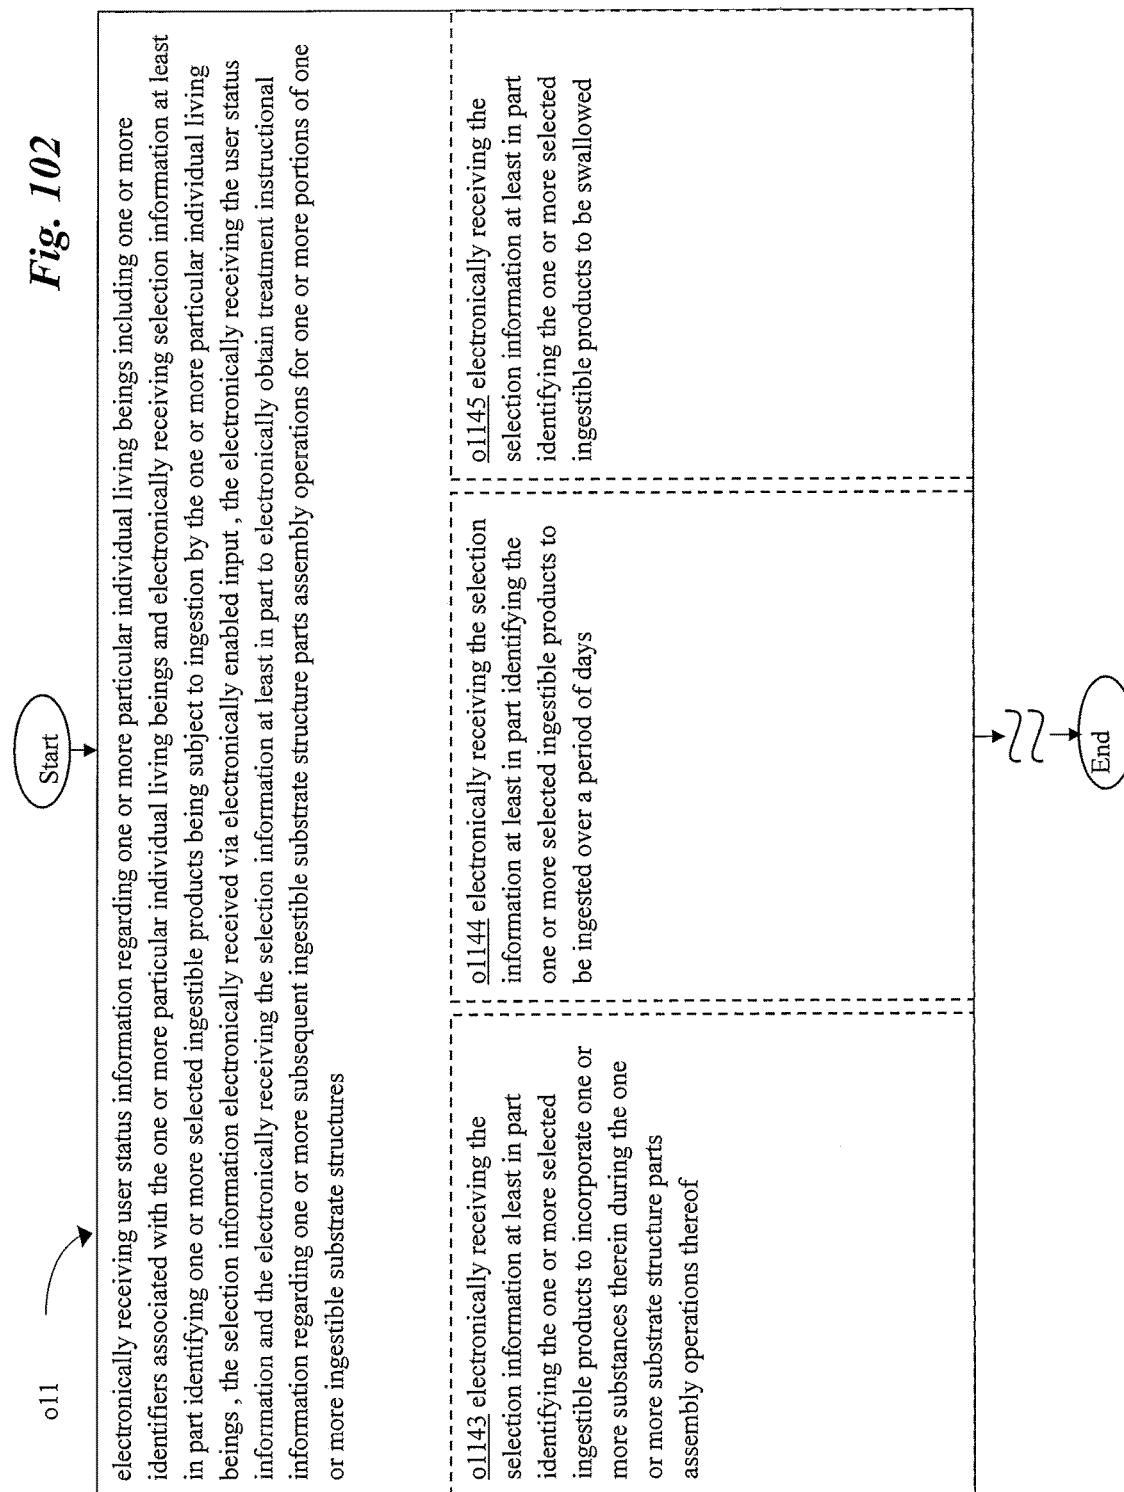 Fig. 102
o11
Start
electronically receiving user status information regarding one or more particular individual living beings including one or more
identifiers associated with the one or more particular individual living beings and electronically receiving selection information at least
in part identifying one or more selected ingestible products being subject to ingestion by the one or more particular individual living
beings , the selection information electronically received via electronically enabled input , the electronically receiving the user status
information and the electronically receiving the selection information at least in part to electronically obtain treatment instructional
information regarding one or more subsequent ingestible substrate structure parts assembly operations for one or more portions of one
or more ingestible substrate structures
o1143 electronically receiving the
selection information at least in part
identifying the one or more selected
ingestible products to incorporate one or
more substances therein during the one
or more substrate structure parts
assembly operations thereof
o1144 electronically receiving the selection
information at least in part identifying the
one or more selected ingestible products to
be ingested over a period of days
o1145 electronically receiving the
selection information at least in part
identifying the one or more selected
ingestible products to be swallowed
End